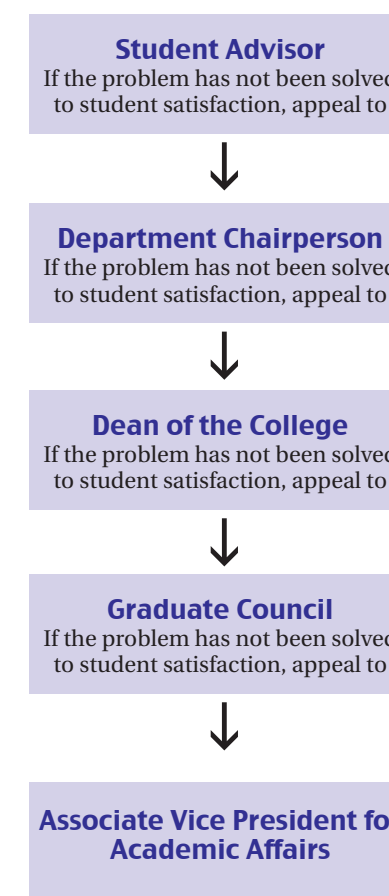 Student Advisor
If the problem has not been solved
to student satisfaction, appeal to
Department Chairperson
If the problem has not been solved
to student satisfaction, appeal to
Dean of the College
If the problem has not been solved
to student satisfaction, appeal to
Graduate Council
If the problem has not been solved
to student satisfaction, appeal to
Associate Vice President for
Academic Affairs